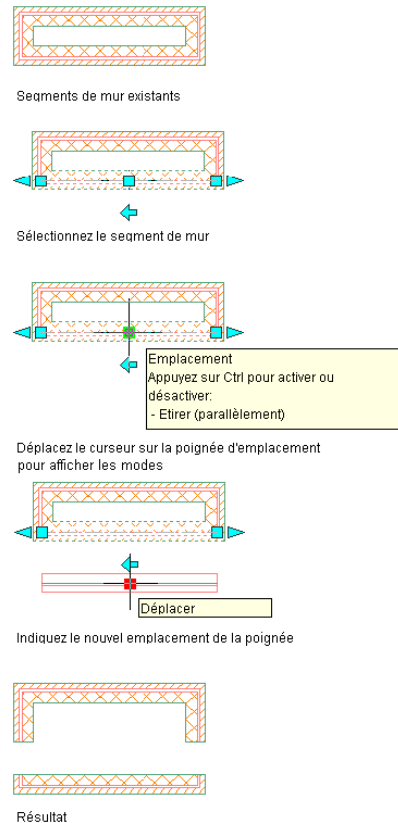 Segments de mur existants
Sélectionnez le segment de mur
Emplacement
Appuyez sur Ctrl pour activer ou
désactiver:
- Etirer (parallèlement)
Déplacez le curseur sur la poignée d'emplacement
pour afficher les modes
Déplacer
Indiquez le nouvel emplacement de la poignée
Résultat